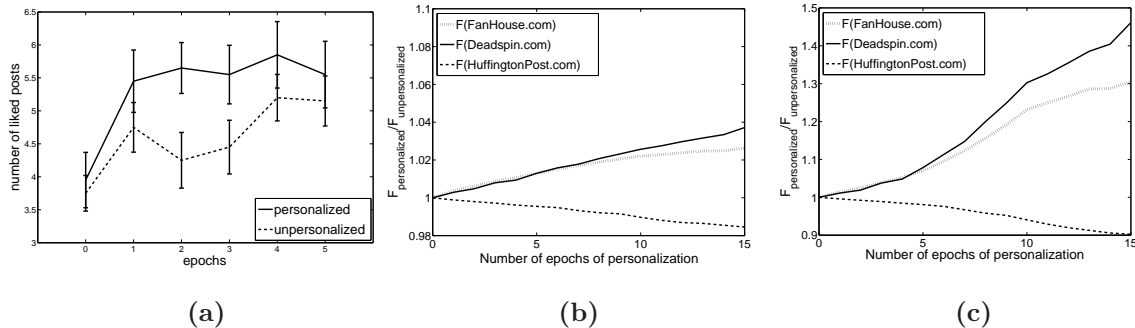 6.5
6
5.5
5
4.5
4
3.5
3
number of liked posts
0 1 2 3 4 5
epochs
personalized
unpersonalized
(a)
1.1
1.08
1.06
1.04
1.02
1
0.98
F_personalized/F_unpersonalized
F(FanHouse.com)
F(Deadspin.com)
F(HuffingtonPost.com)
0 5 10 15
Number of epochs of personalization
(b)
1.5
1.4
1.3
1.2
1.1
1
0.9
F_personalized/F_unpersonalized
F(FanHouse.com)
F(Deadspin.com)
F(HuffingtonPost.com)
0 5 10 15
Number of epochs of personalization
(c)